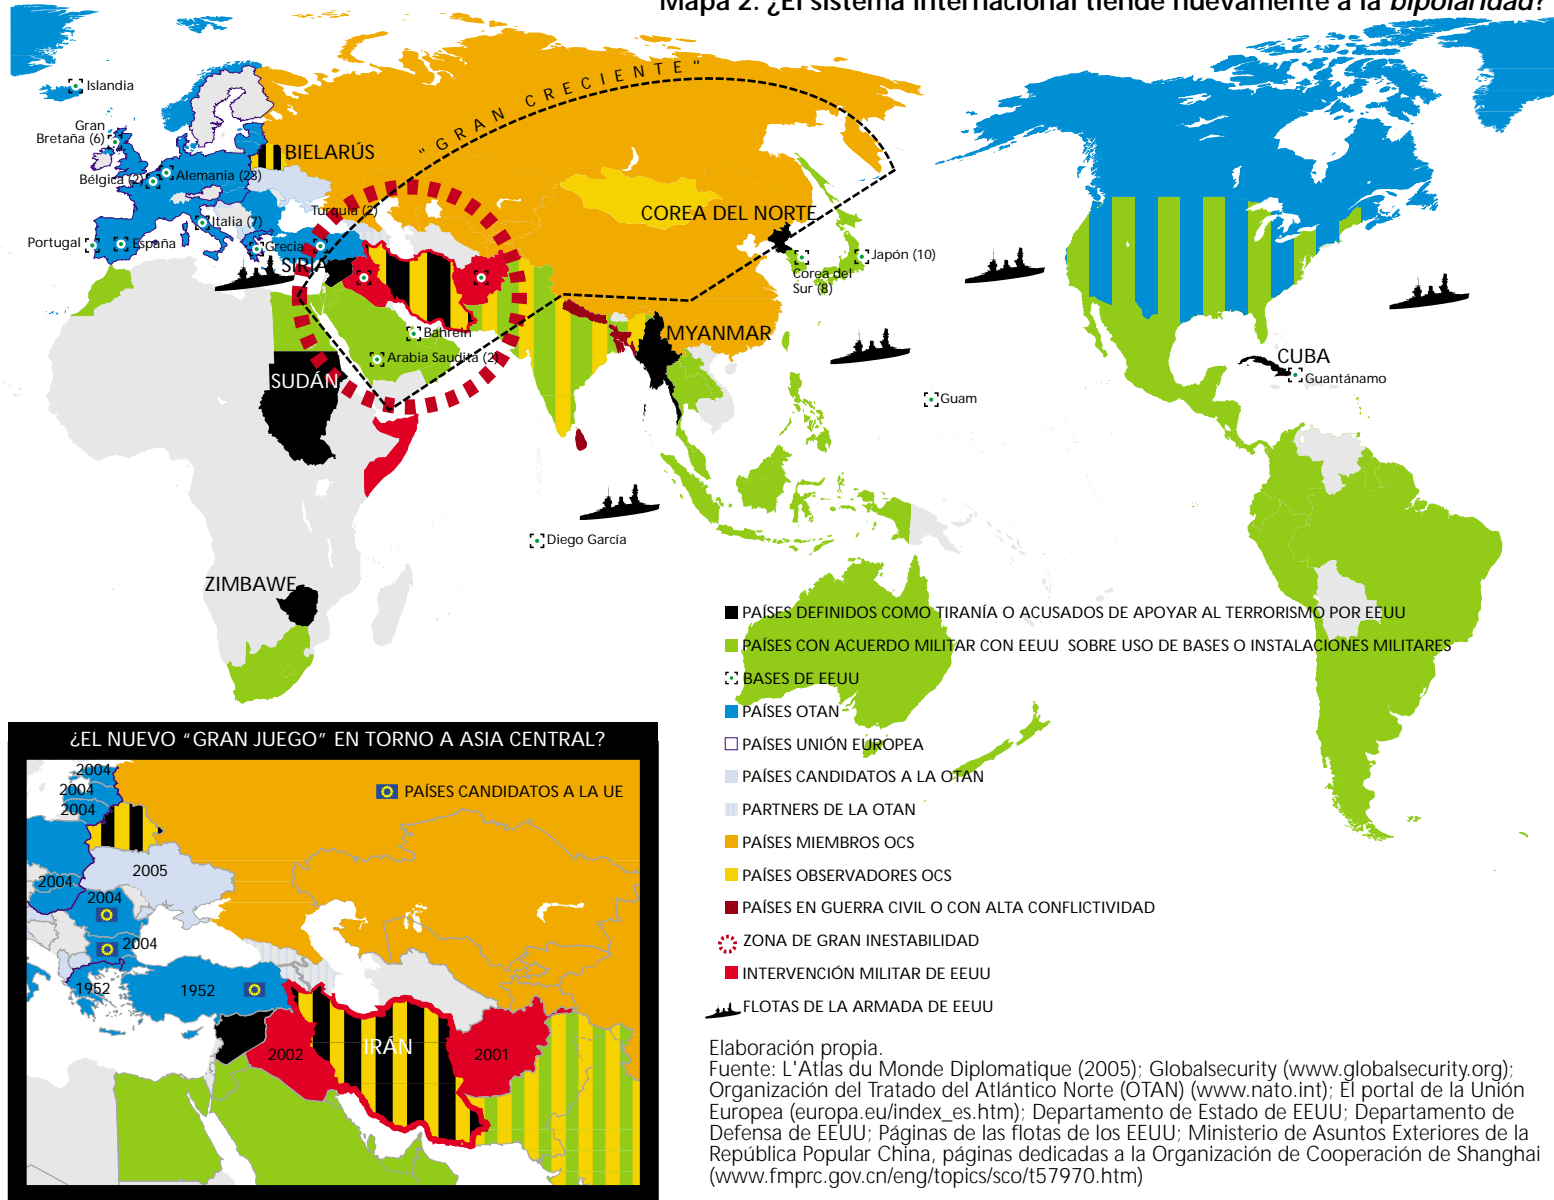 Mapa 2. ¿El sistema internacional tiende nuevamente a la bipolaridad?
"GRAN CRECIENTE"
Islandia
Gran
Bretaña (6)
BIELARÚS
Bélgica (2)
Alemania (23)
Turquía (2)
COREA DEL NORTE
Italia (7)
Portugal
España
Grecia
SIRIA
Japón (10)
Corea del
Sur (8)
Bahrein
MYANMAR
Arabia Saudita (2)
CUBA
SUDÁN
Guantánamo
Guam
Diego García
ZIMBAWE
PAÍSES DEFINIDOS COMO TIRANÍA O ACUSADOS DE APOYAR AL TERRORISMO POR EEUU
PAÍSES CON ACUERDO MILITAR CON EEUU SOBRE USO DE BASES O INSTALACIONES MILITARES
BASES DE EEUU
PAÍSES OTAN
PAÍSES UNIÓN EUROPEA
PAÍSES CANDIDATOS A LA OTAN
PARTNERS DE LA OTAN
PAÍSES MIEMBROS OCS
PAÍSES OBSERVADORES OCS
PAÍSES EN GUERRA CIVIL O CON ALTA CONFLICTIVIDAD
ZONA DE GRAN INESTABILIDAD
INTERVENCIÓN MILITAR DE EEUU
FLOTAS DE LA ARMADA DE EEUU
¿EL NUEVO "GRAN JUEGO" EN TORNO A ASIA CENTRAL?
2004
2004
2004
PAÍSES CANDIDATOS A LA UE
2005
2004
2004
2004
1952
1952
IRÁN
2002
2001
Elaboración propia.
Fuente: L'Atlas du Monde Diplomatique (2005); Globalsecurity (www.globalsecurity.org);
Organización del Tratado del Atlántico Norte (OTAN) (www.nato.int); El portal de la Unión
Europea (europa.eu/index_es.htm); Departamento de Estado de EEUU; Departamento de
Defensa de EEUU; Páginas de las flotas de los EEUU; Ministerio de Asuntos Exteriores de la
República Popular China, páginas dedicadas a la Organización de Cooperación de Shanghai
(www.fmprc.gov.cn/eng/topics/sco/t57970.htm)